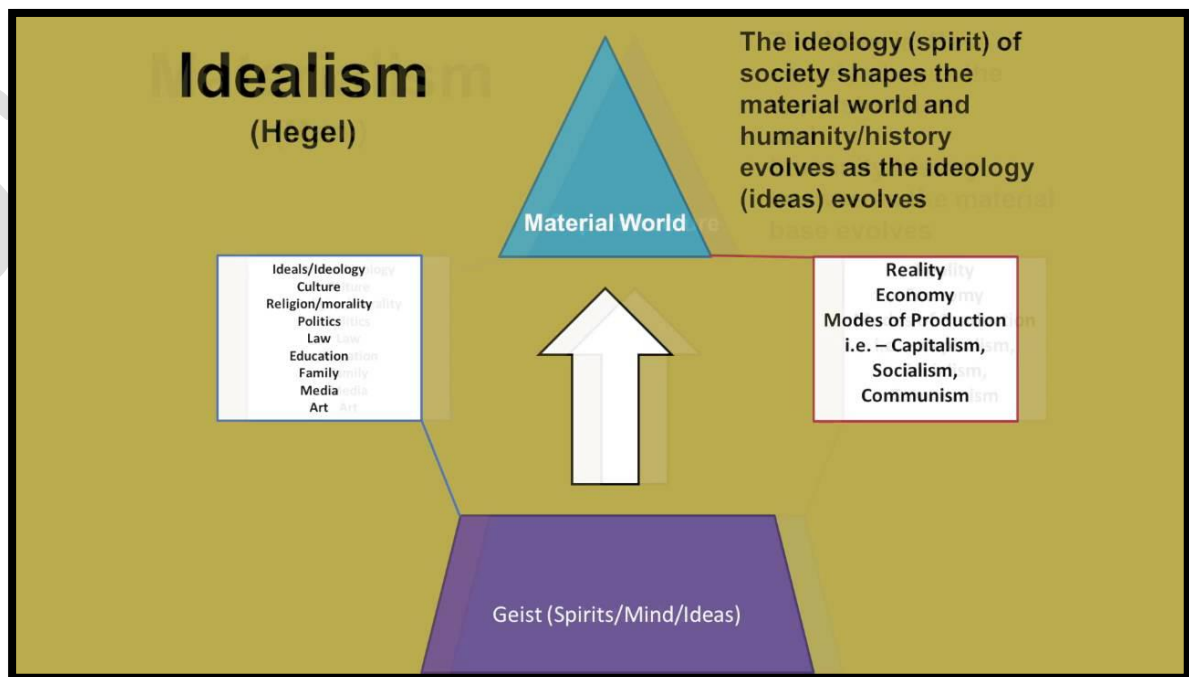 Idealism
(Hegel)
The ideology (spirit) of
society shapes the
material world and
humanity/history
evolves as the ideology
(ideas) evolves
Material World
Ideals/Ideology
Culture
Religion/morality
Politics
Law
Education
Family
Media
Art
Reality
Economy
Modes of Production
i.e. – Capitalism,
Socialism,
Communism
Geist (Spirits/Mind/Ideas)